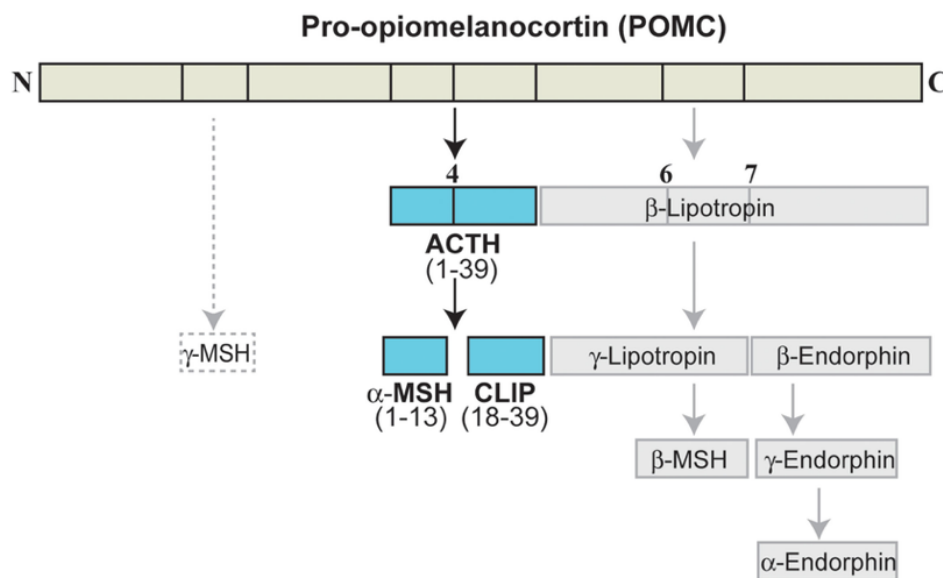 Pro-opiomelanocortin (POMC)
N C
4 6 7
β-Lipotropin
ACTH
(1-39)
γ-MSH γ-Lipotropin β-Endorphin
α-MSH CLIP
(1-13) (18-39)
β-MSH γ-Endorphin
α-Endorphin